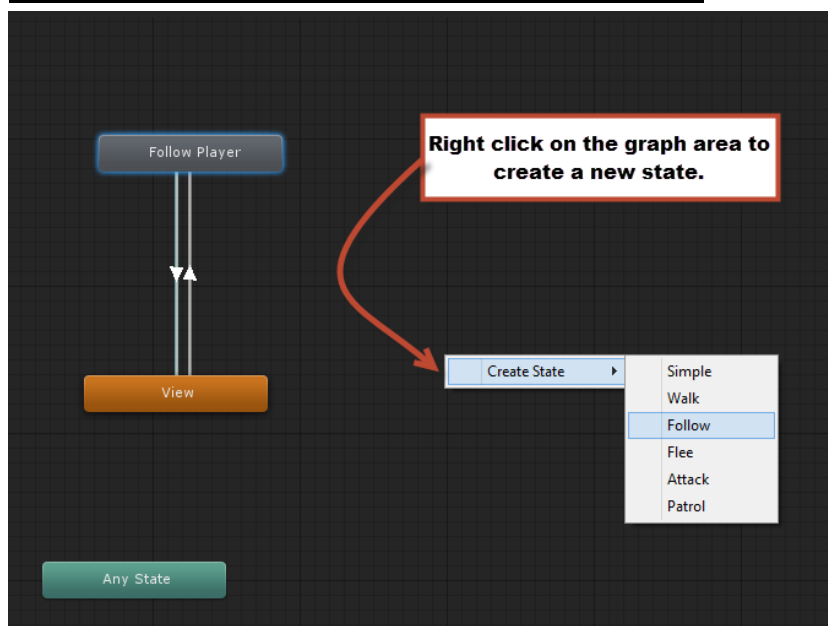 Follow Player
Right click on the graph area to
create a new state.
View
Create State
Simple
Walk
Follow
Flee
Attack
Patrol
Any State